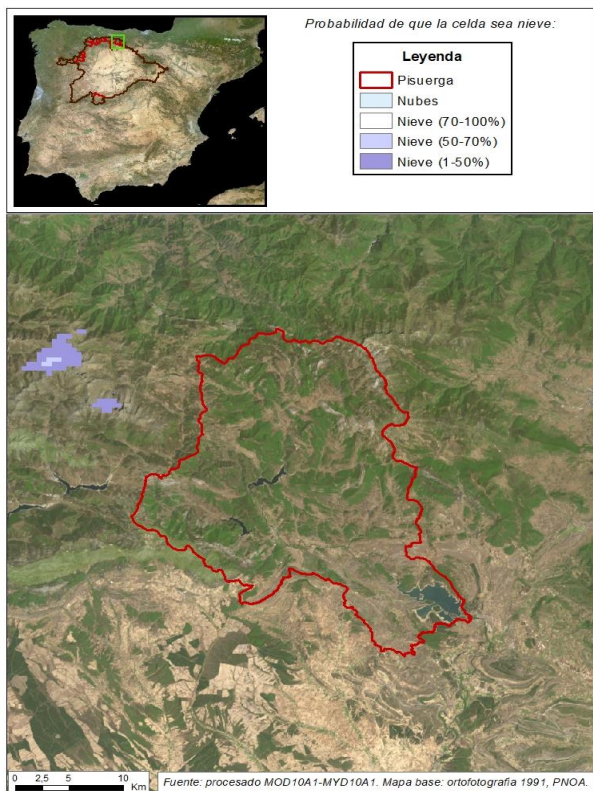 Probabilidad de que la celda sea nieve:
Leyenda
Pisuerga
Nubes
Nieve (70-100%)
Nieve (50-70%)
Nieve (1-50%)
0 2,5 5 10
Km
Fuente: procesado MOD10A1-MYD10A1. Mapa base: ortofotografia 1991, PNOA.